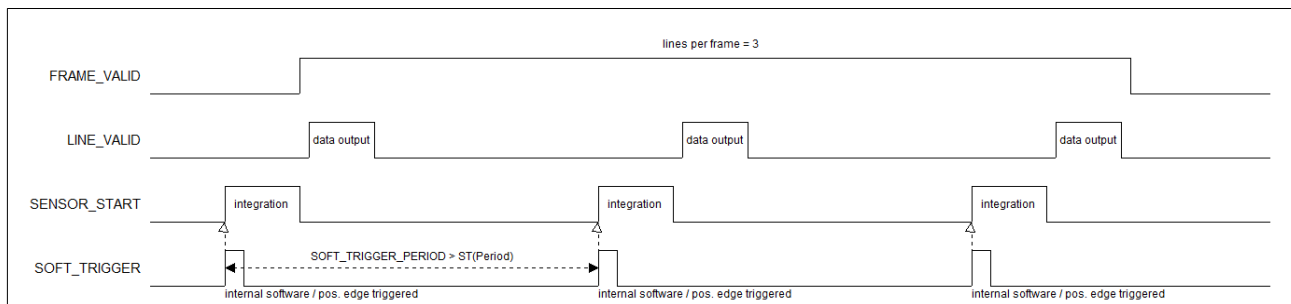 lines per frame = 3
FRAME_VALID
LINE_VALID
data output
data output
data output
SENSOR_START
integration
integration
integration
SOFT_TRIGGER
SOFT_TRIGGER_PERIOD > ST(Period)
internal software / pos. edge triggered
internal software / pos. edge triggered
internal software / pos. edge triggered